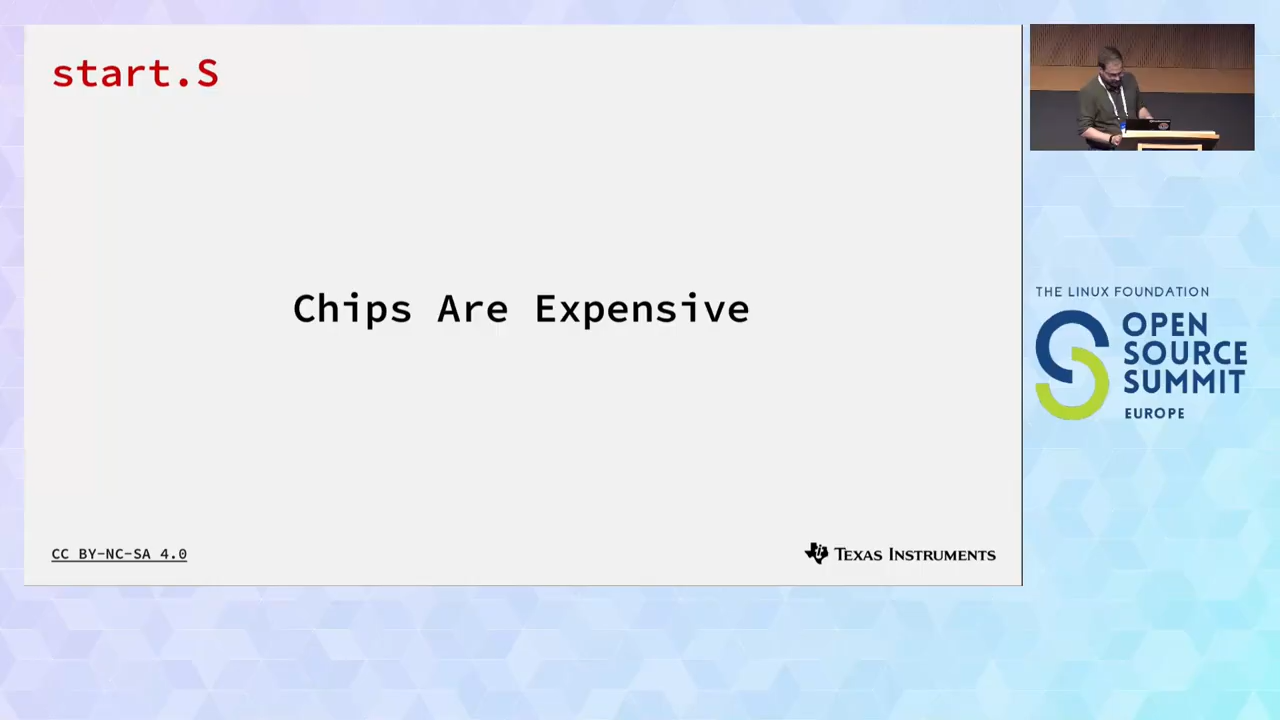 start.S
Chips Are Expensive
CC BY-NC-SA 4.0
TEXAS INSTRUMENTS
THE LINUX FOUNDATION
OPEN
SOURCE
SUMMIT
EUROPE